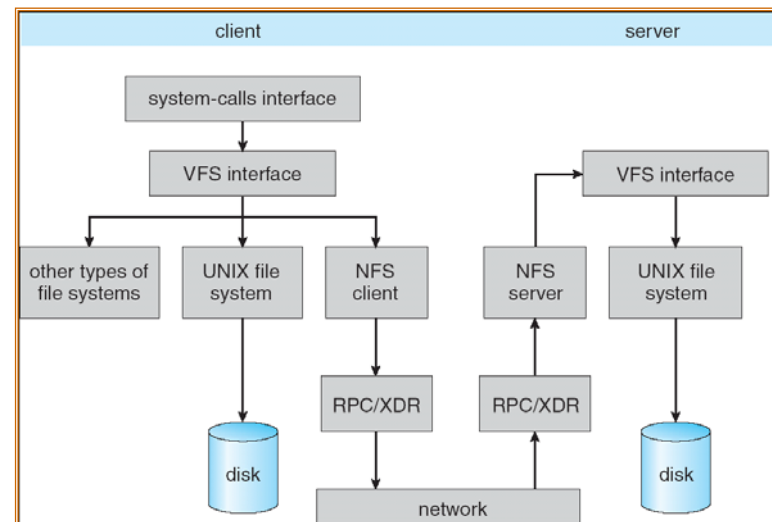 client
server
system-calls interface
VFS interface
VFS interface
other types of
file systems
UNIX file
system
NFS
client
NFS
server
UNIX file
system
RPC/XDR
RPC/XDR
disk
disk
network